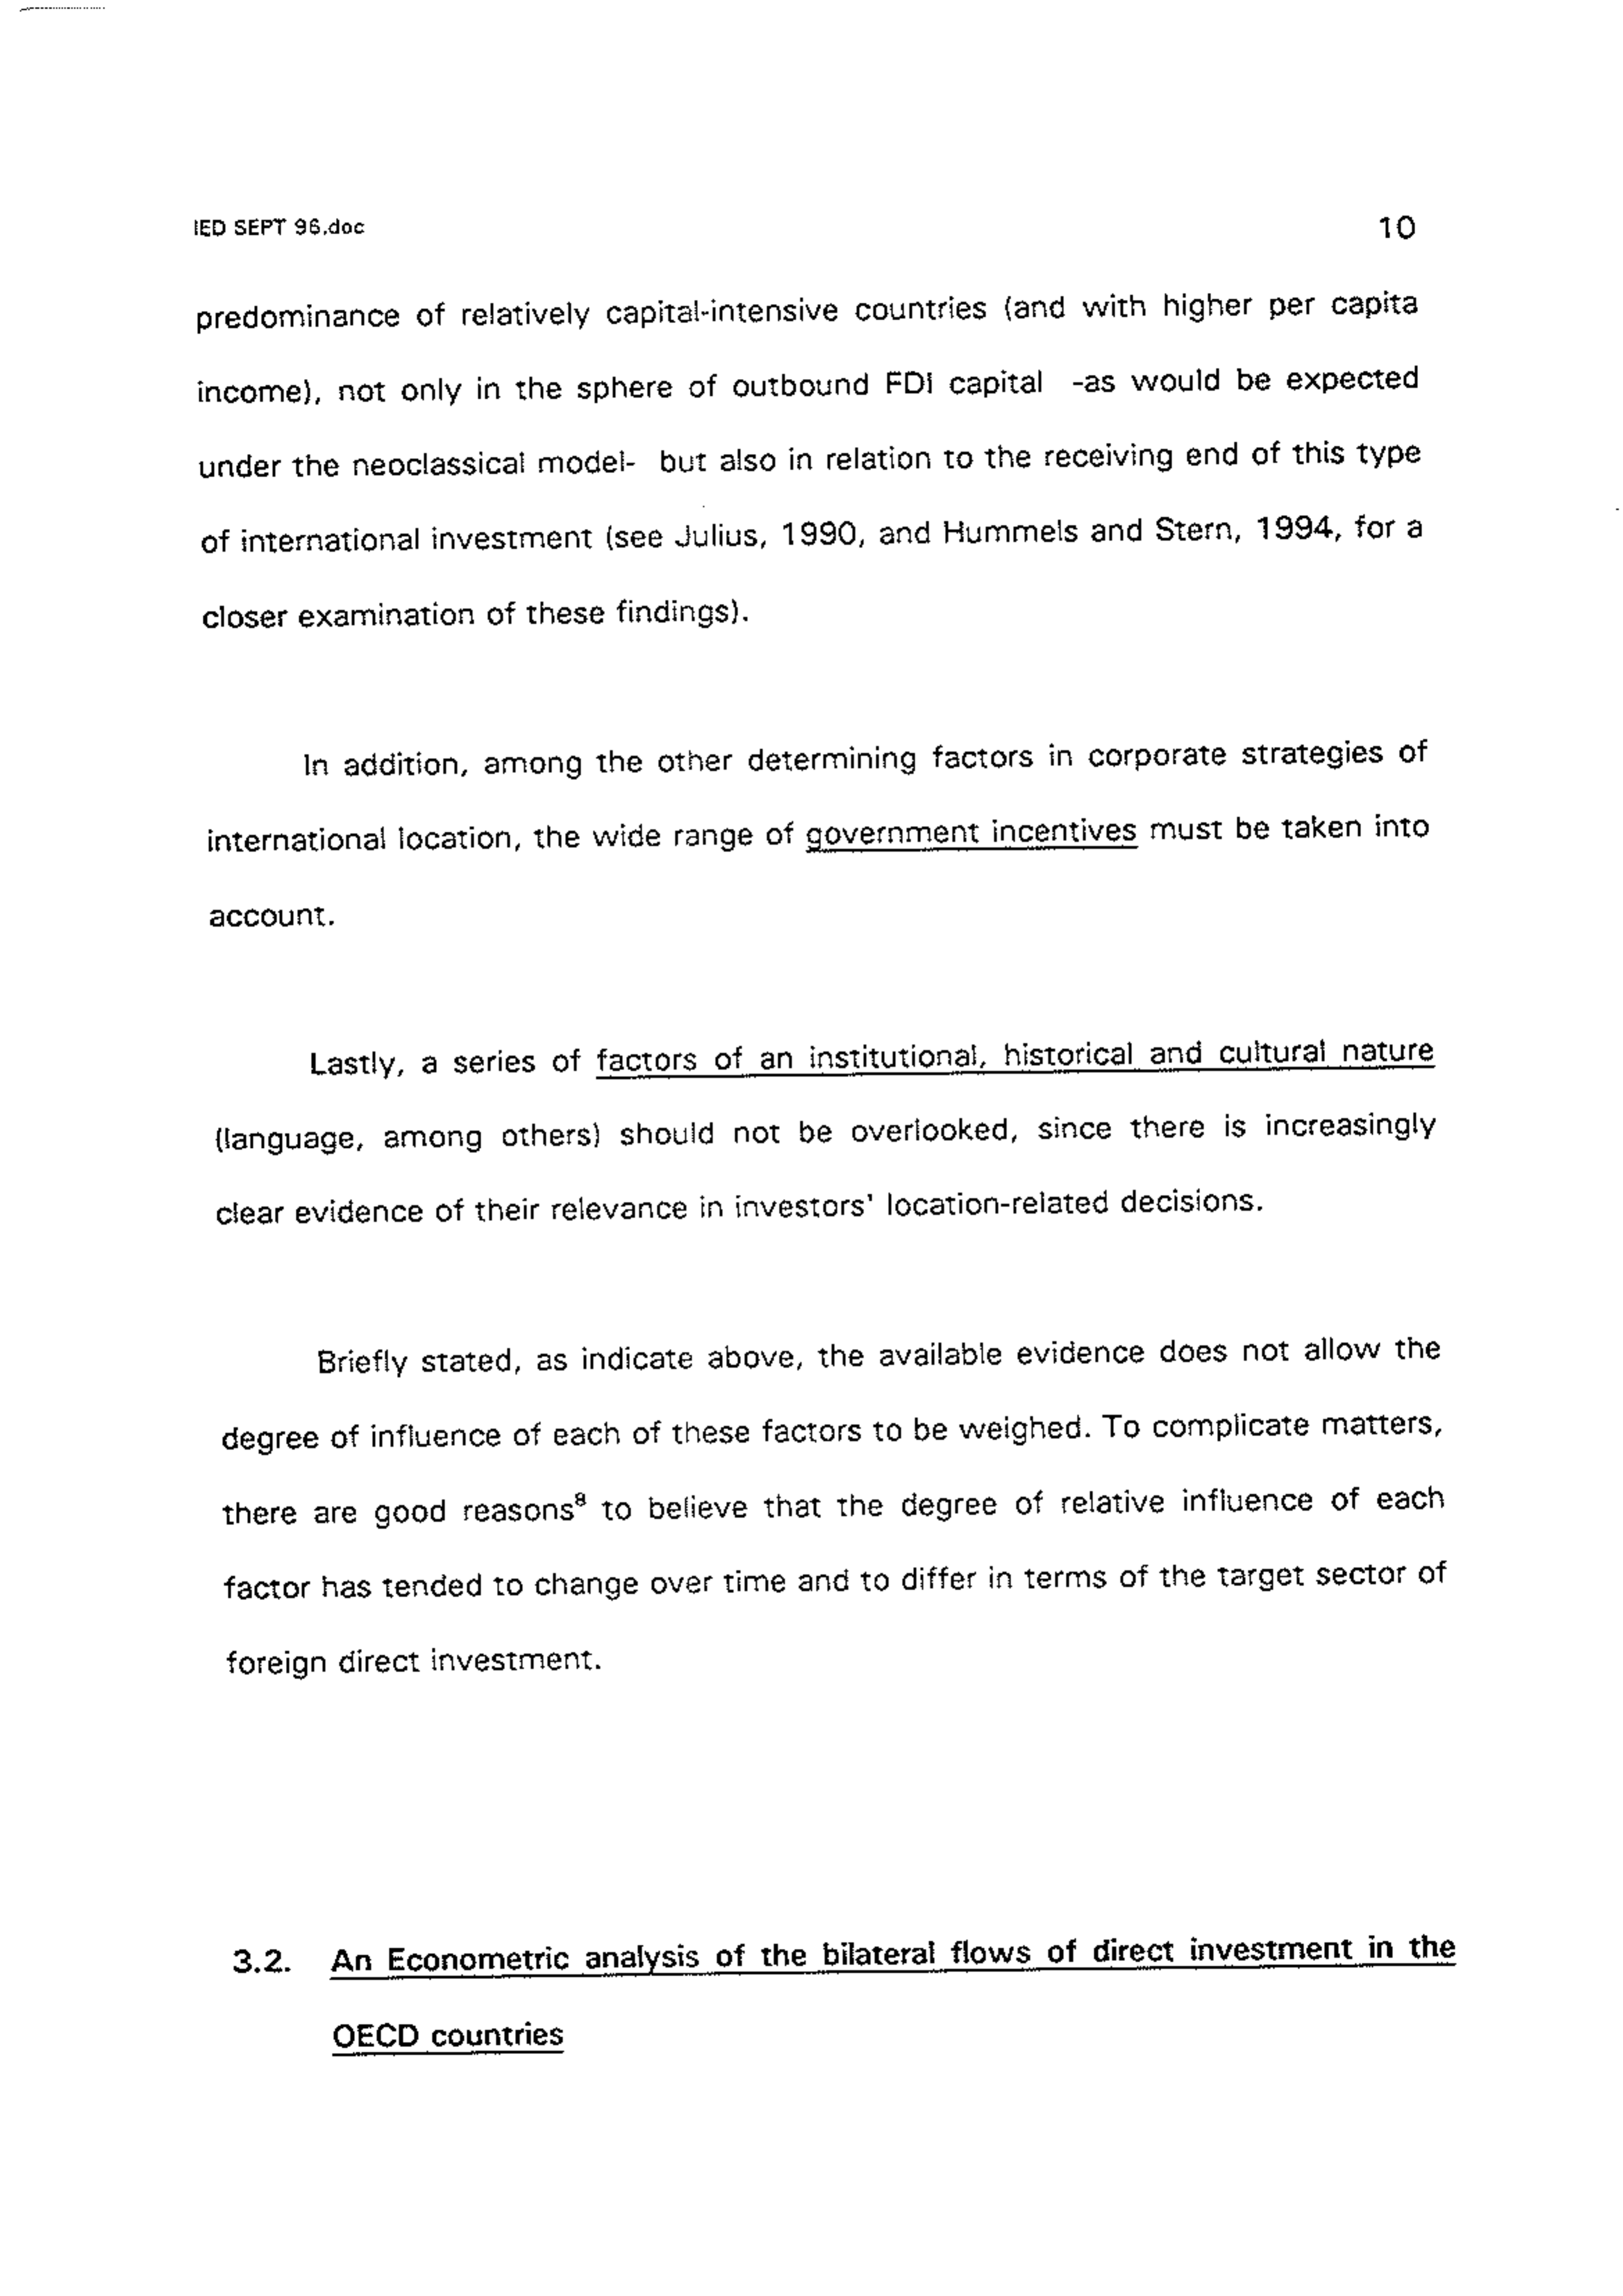 IED SEPT 96.doc 10
predominance of relatively capital-intensive countries (and with higher per capita
income), not only in the sphere of outbound FDI capital -as would be expected
under the neoclassical model- but also in relation to the receiving end of this type
of international investment (see Julius, 1990, and Hummels and Stern, 1994, for a
closer examination of these findings).
In addition, among the other determining factors in corporate strategies of
international location, the wide range of government incentives must be taken into
account.
Lastly, a series of factors of an institutional, historical and cultural nature
(language, among others) should not be overlooked, since there is increasingly
clear evidence of their relevance in investors' location-related decisions.
Briefly stated, as indicate above, the available evidence does not allow the
degree of influence of each of these factors to be weighed. To complicate matters,
there are good reasons⁸ to believe that the degree of relative influence of each
factor has tended to change over time and to differ in terms of the target sector of
foreign direct investment.
3.2. An Econometric analysis of the bilateral flows of direct investment in the
OECD countries